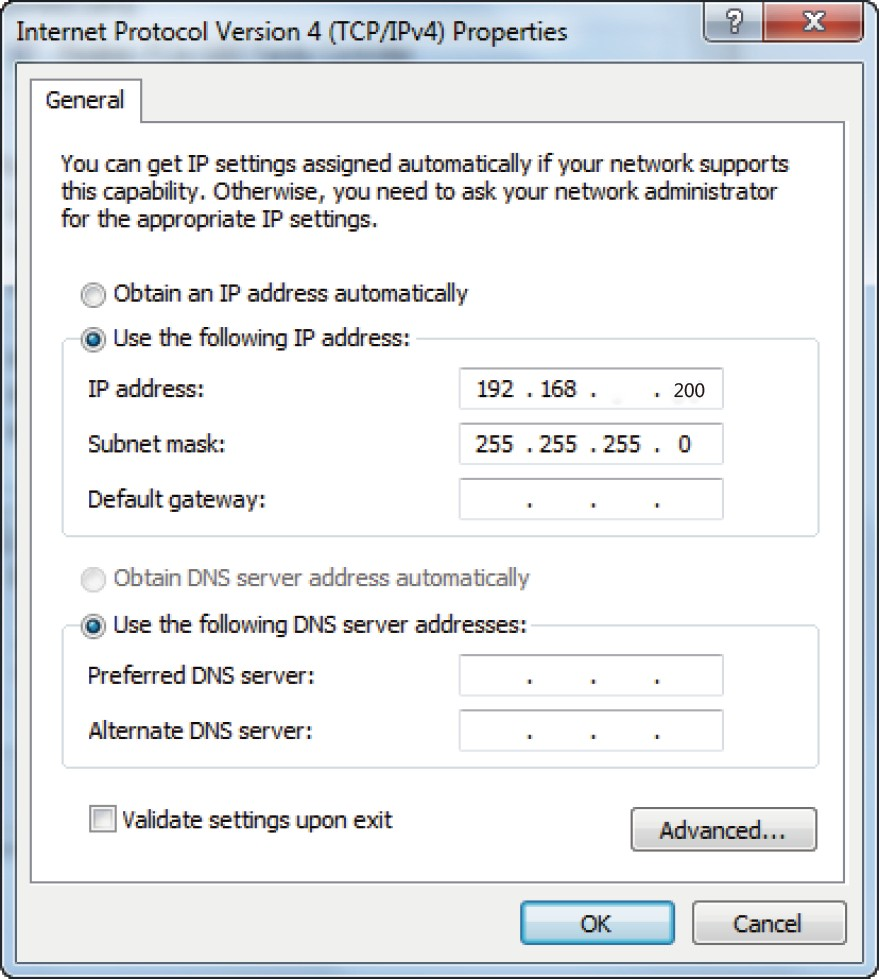 Internet Protocol Version 4 (TCP/IPv4) Properties
General
You can get IP settings assigned automatically if your network supports
this capability. Otherwise, you need to ask your network administrator
for the appropriate IP settings.
Obtain an IP address automatically
Use the following IP address:
IP address: 192 . 168 . . 200
Subnet mask: 255 . 255 . 255 . 0
Default gateway: . . .
Obtain DNS server address automatically
Use the following DNS server addresses:
Preferred DNS server: . . .
Alternate DNS server: . . .
Validate settings upon exit
Advanced...
OK Cancel